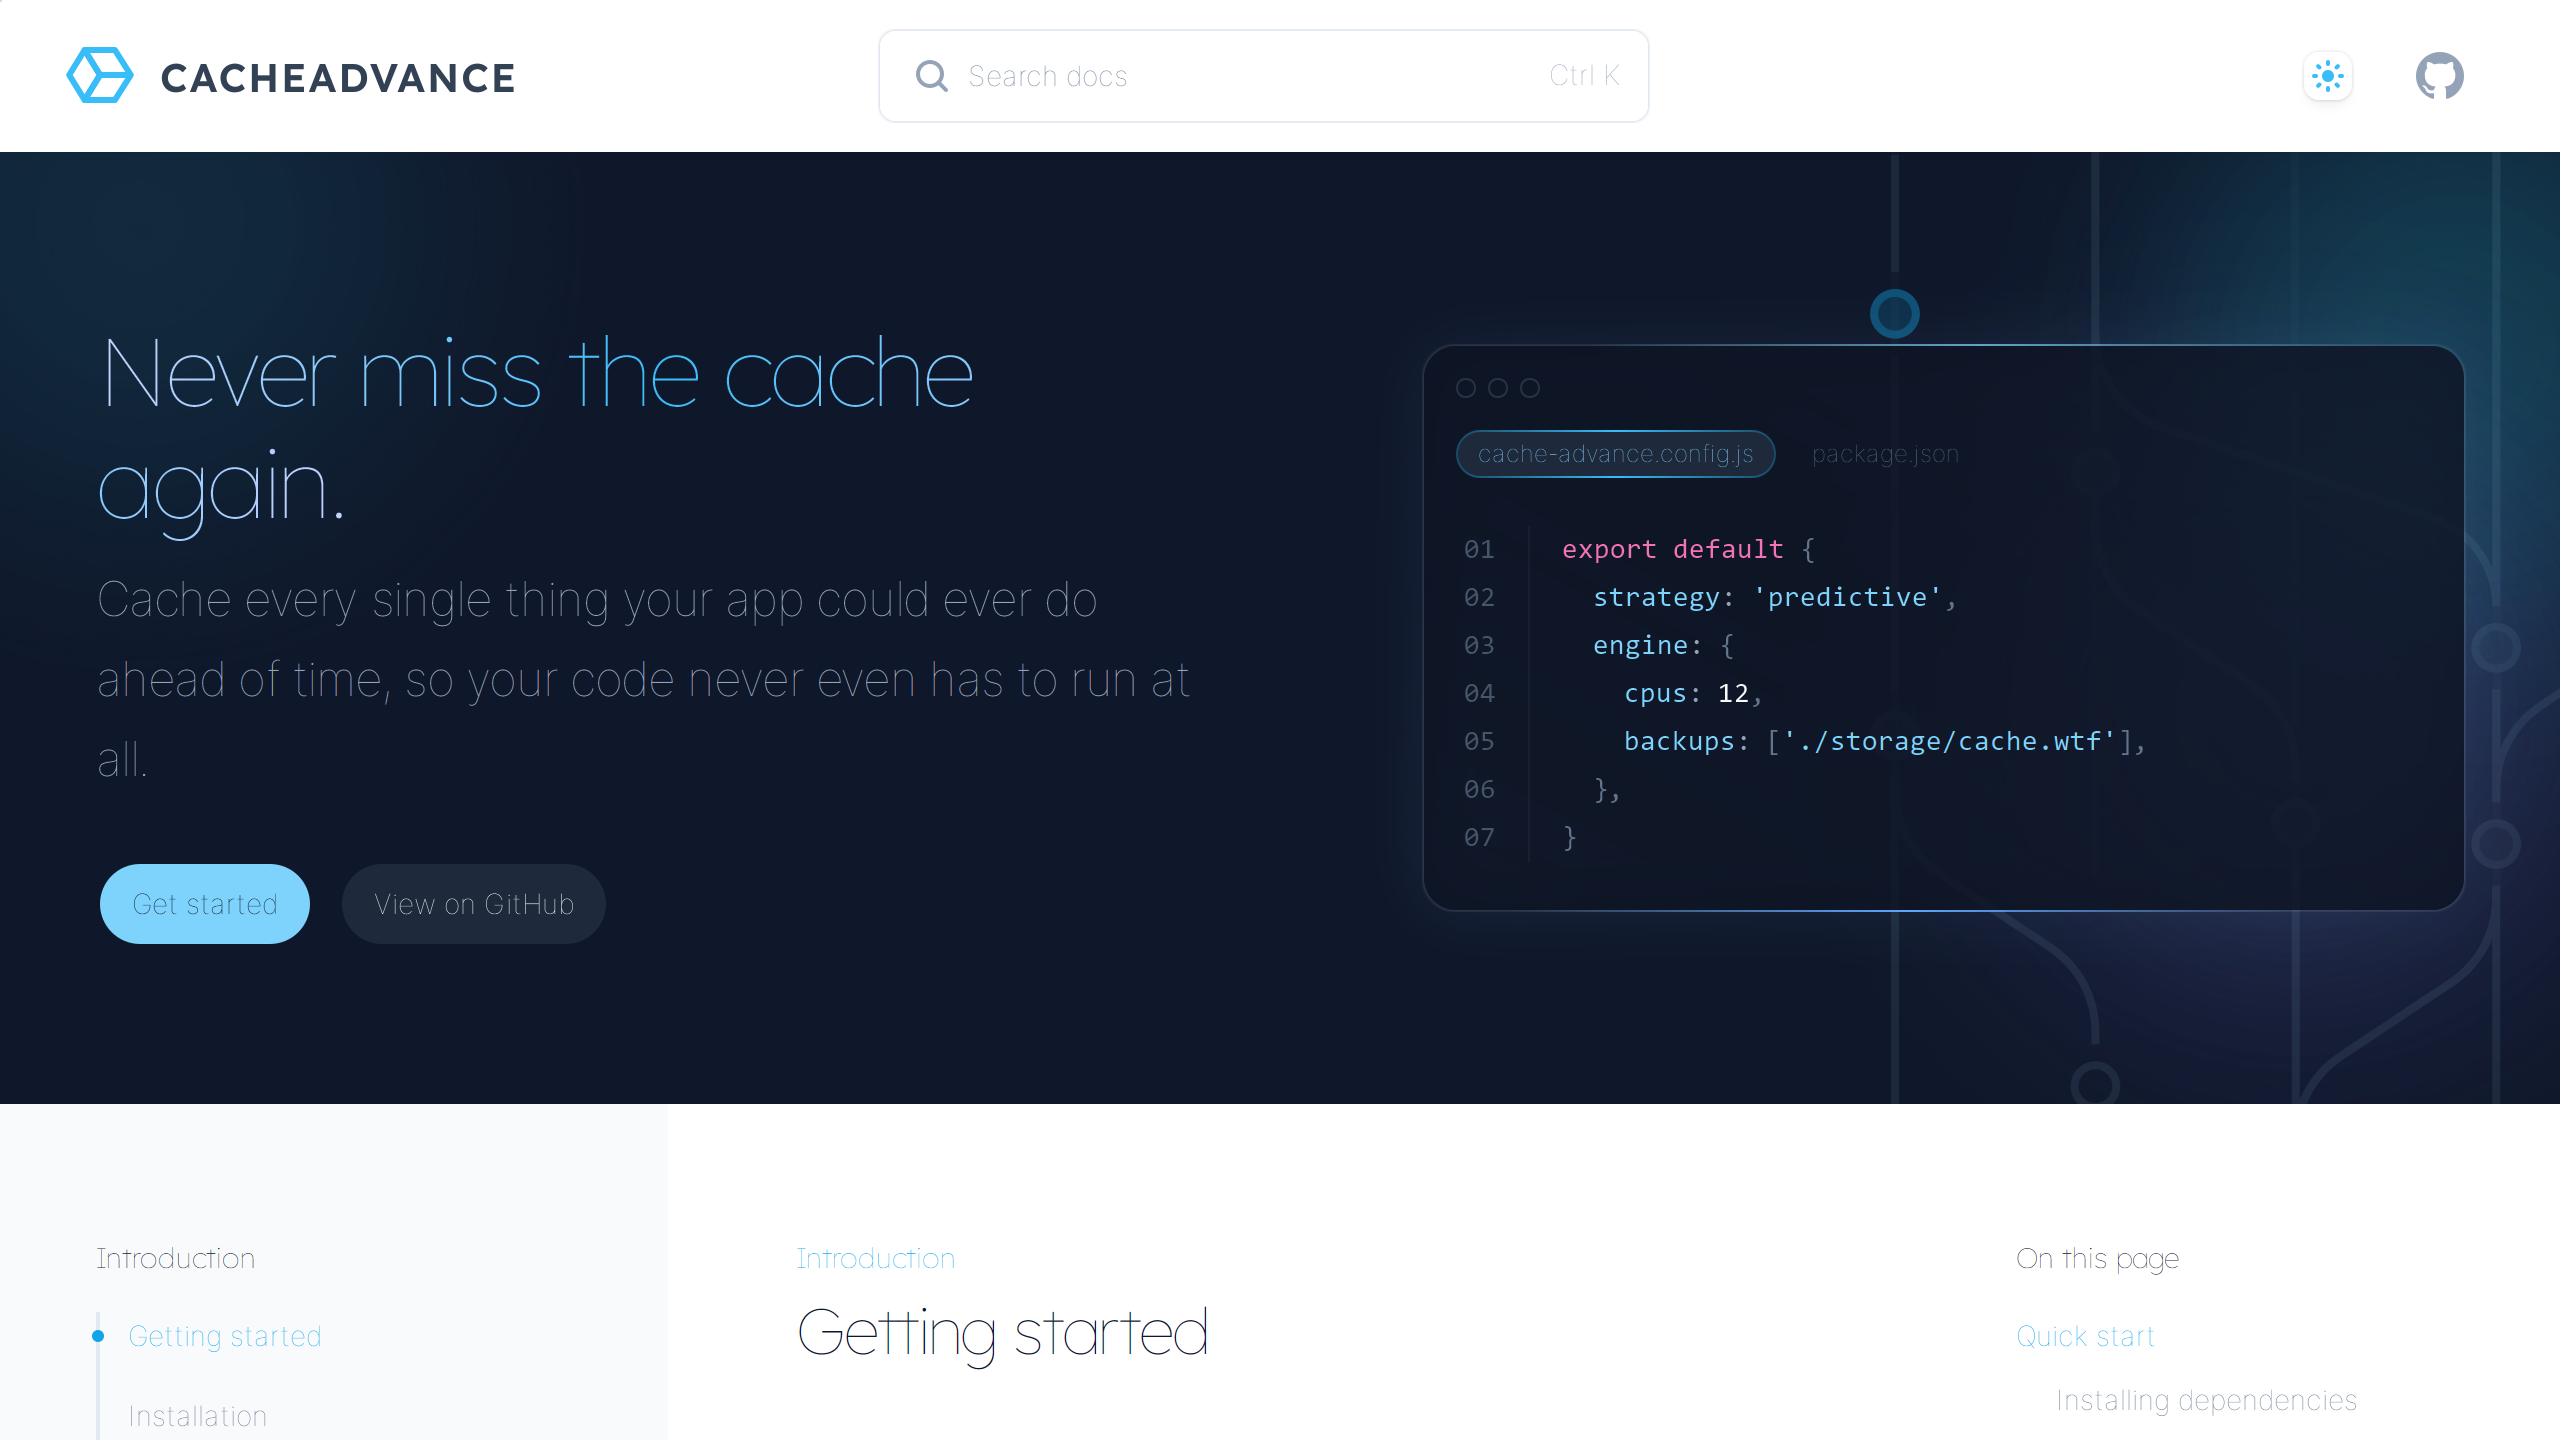 CACHEADVANCE
Search docs
Ctrl K
Never miss the cache
again.
Cache every single thing your app could ever do
ahead of time, so your code never even has to run at
all.
Get started
View on GitHub
cache-advance.config.js
package.json
01 export default {
02 strategy: 'predictive',
03 engine: {
04 cpus: 12,
05 backups: ['./storage/cache.wtf'],
06 },
07 }
Introduction
Getting started
Installation
Introduction
Getting started
On this page
Quick start
Installing dependencies